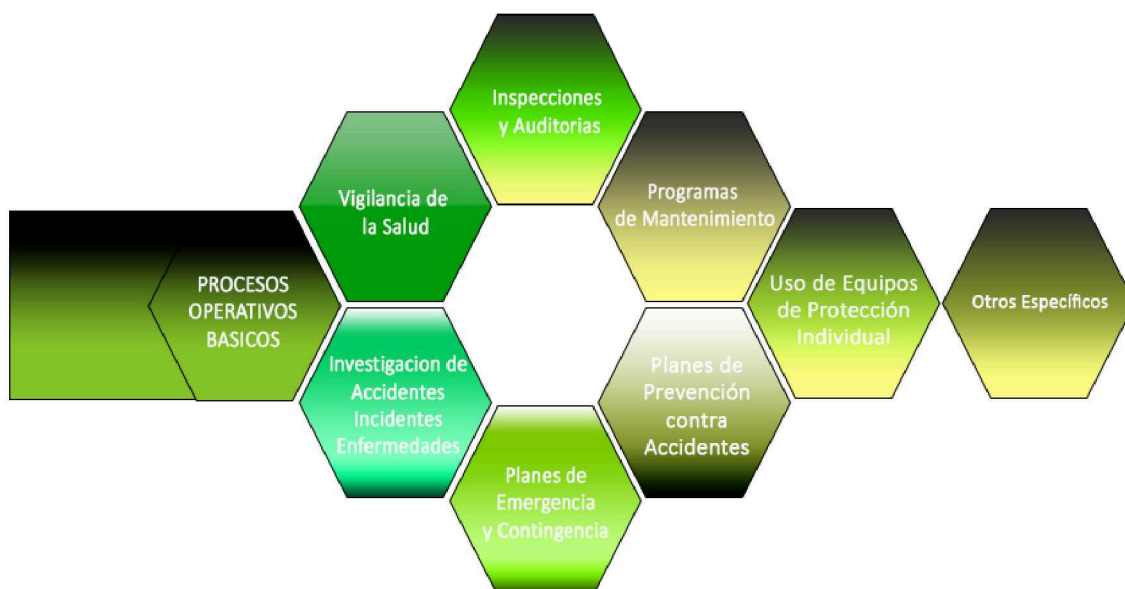 Inspecciones
y Auditorias
Vigilancia de
la Salud
Programas
de Mantenimiento
PROCESOS
OPERATIVOS
BASICOS
Uso de Equipos
de Protección
Individual
Otros Específicos
Investigacion de
Accidentes
Incidentes
Enfermedades
Planes de
Prevención
contra
Accidentes
Planes de
Emergencia
y Contingencia